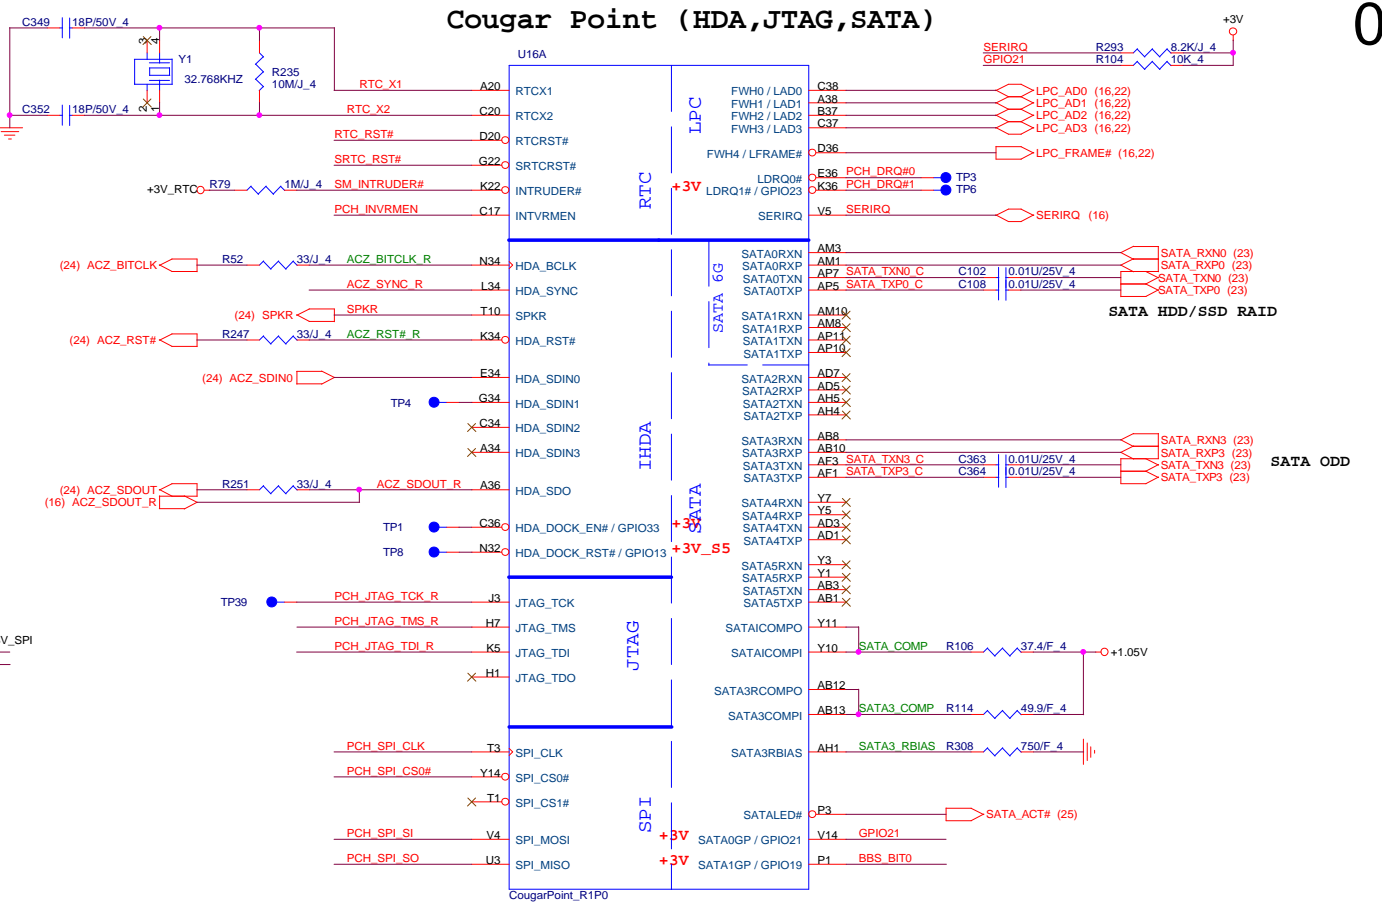 Cougar Point (HDA,JTAG,SATA)
0
C349 18P/50V_4
Y1
32.768KHZ
3 4
2 1
R235
10M/J_4
C352 18P/50V_4
U16A
+3V
SERIRQ R293 8.2K/J_4
GPIO21 R104 10K_4
RTC_X1 A20 RTCX1
RTC_X2 C20 RTCX2
RTC_RST# D20 RTCRST#
SRTC_RST# G22 SRTCRST#
+3V_RTC R79 1M/J_4 SM_INTRUDER# K22 INTRUDER#
PCH_INVRMEN C17 INTVRMEN
RTC
LPC
FWH0 / LAD0 C38 LPC_AD0 (16,22)
FWH1 / LAD1 A38 LPC_AD1 (16,22)
FWH2 / LAD2 B37 LPC_AD2 (16,22)
FWH3 / LAD3 C37 LPC_AD3 (16,22)
FWH4 / LFRAME# D36 LPC_FRAME# (16,22)
LDRQ0# E36 PCH_DRQ#0 TP3
+3V LDRQ1# / GPIO23 K36 PCH_DRQ#1 TP6
SERIRQ V5 SERIRQ SERIRQ (16)
(24) ACZ_BITCLK R52 33/J_4 ACZ_BITCLK_R N34 HDA_BCLK
ACZ_SYNC_R L34 HDA_SYNC
(24) SPKR SPKR T10 SPKR
(24) ACZ_RST# R247 33/J_4 ACZ_RST#_R K34 HDA_RST#
(24) ACZ_SDIN0 E34 HDA_SDIN0
TP4 G34 HDA_SDIN1
C34 HDA_SDIN2
A34 HDA_SDIN3
(24) ACZ_SDOUT R251 33/J_4 ACZ_SDOUT_R A36 HDA_SDO
(16) ACZ_SDOUT_R
TP1 C36 HDA_DOCK_EN# / GPIO33 +3V
TP8 N32 HDA_DOCK_RST# / GPIO13 +3V_S5
IHDA
SATA
SATA 6G
SATA0RXN AM3 SATA_RXN0 (23)
SATA0RXP AM1 SATA_RXP0 (23)
SATA0TXN AP7 SATA_TXN0_C C102 0.01U/25V_4 SATA_TXN0 (23)
SATA0TXP AP5 SATA_TXP0_C C108 0.01U/25V_4 SATA_TXP0 (23)
SATA HDD/SSD RAID
SATA1RXN AM10
SATA1RXP AM8
SATA1TXN AP11
SATA1TXP AP10
SATA2RXN AD7
SATA2RXP AD5
SATA2TXN AH5
SATA2TXP AH4
SATA3RXN AB8 SATA_RXN3 (23)
SATA3RXP AB10 SATA_RXP3 (23)
SATA3TXN AF3 SATA_TXN3_C C363 0.01U/25V_4 SATA_TXN3 (23)
SATA3TXP AF1 SATA_TXP3_C C364 0.01U/25V_4 SATA_TXP3 (23)
SATA ODD
SATA4RXN Y7
SATA4RXP Y5
SATA4TXN AD3
SATA4TXP AD1
SATA5RXN Y3
SATA5RXP Y1
SATA5TXN AB3
SATA5TXP AB1
TP39 PCH_JTAG_TCK_R J3 JTAG_TCK
PCH_JTAG_TMS_R H7 JTAG_TMS
PCH_JTAG_TDI_R K5 JTAG_TDI
H1 JTAG_TDO
JTAG
V_SPI
SATAICOMPO Y11
SATAICOMPI Y10 SATA_COMP R106 37.4/F_4 +1.05V
SATA3RCOMPO AB12
SATA3COMPI AB13 SATA3_COMP R114 49.9/F_4
SATA3RBIAS AH1 SATA3_RBIAS R308 750/F_4
PCH_SPI_CLK T3 SPI_CLK
PCH_SPI_CS0# Y14 SPI_CS0#
T1 SPI_CS1#
PCH_SPI_SI V4 SPI_MOSI
PCH_SPI_SO U3 SPI_MISO
SPI
SATALED# P3 SATA_ACT# (25)
+3V SATA0GP / GPIO21 V14 GPIO21
+3V SATA1GP / GPIO19 P1 BBS_BIT0
CougarPoint_R1P0